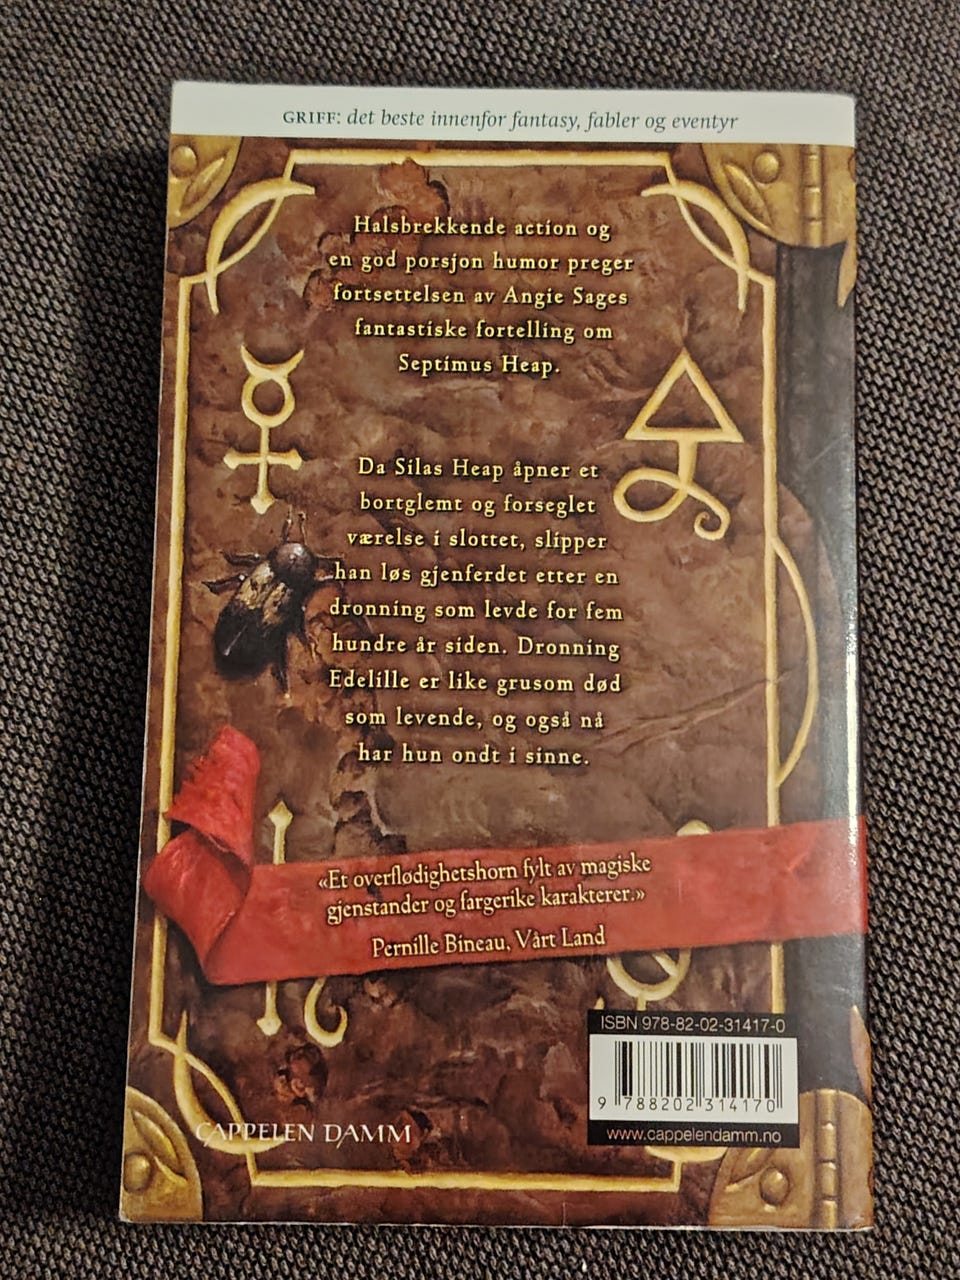 GRIFF: det beste innenfor fantasy, fabler og eventyr
Halsbrekkende action og
en god porsjon humor preger
fortsettelsen av Angie Sages
fantastiske fortelling om
Septimus Heap.
Da Silas Heap åpner et
bortglemt og forseglet
værelse i slottet, slipper
han løs gjenferdet etter en
dronning som levde for fem
hundre år siden. Dronning
Edelille er like grusom død
som levende, og også nå
har hun ondt i sinne.
«Et overflødighetshorn fylt av magiske
gjenstander og fargerike karakterer.»
Pernille Bineau, Vårt Land
ISBN 978-82-02-31417-0
9 788202 314170
www.cappelendamm.no
CAPPELEN DAMM